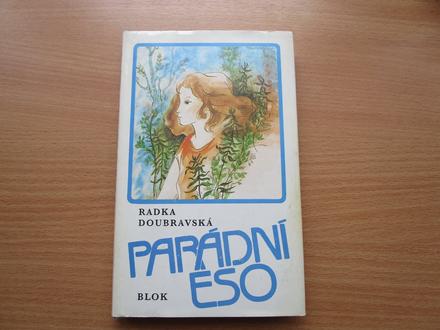 RADKA
DOUBRAVSKÁ
PARÁDNÍ
ESO
BLOK